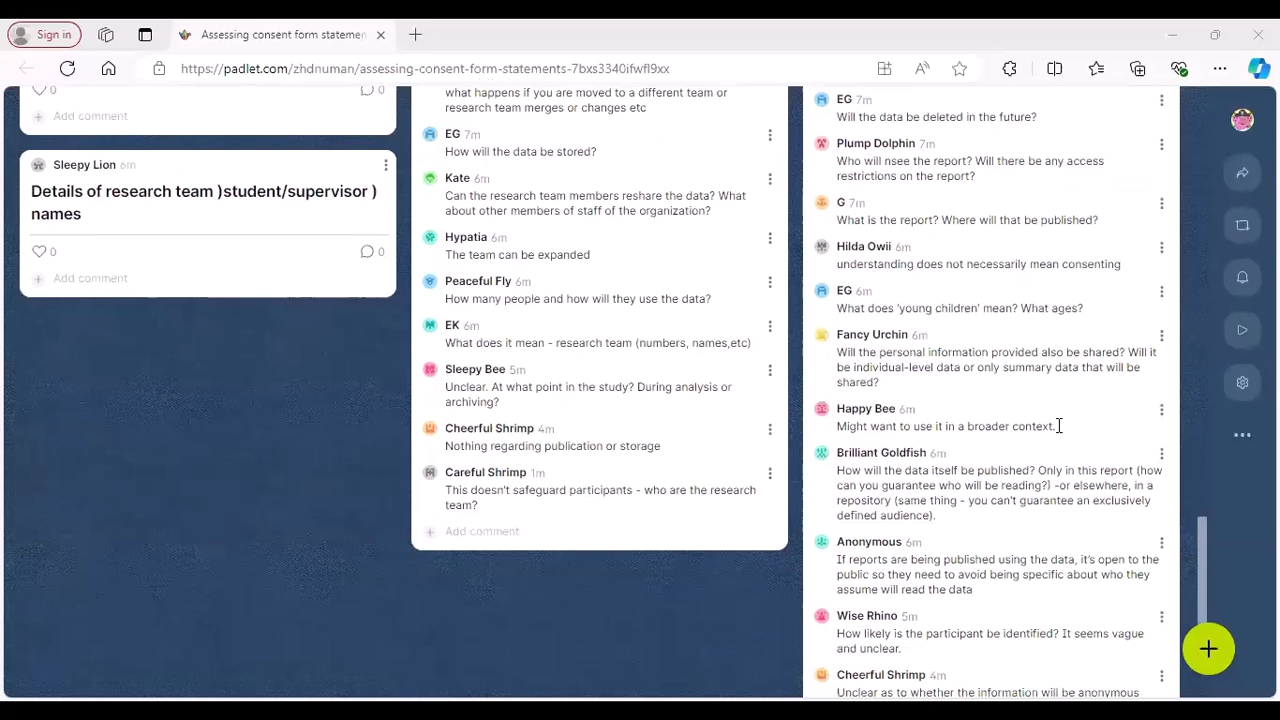 Sign in
Assessing consent form statemen
https://padlet.com/zhdnuman/assessing-consent-form-statements-7bxs3340ifwfl9xx
0
0
Add comment
Sleepy Lion 6m
Details of research team )student/supervisor )
names
0
0
Add comment
what happens if you are moved to a different team or
research team merges or changes etc
EG 7m
How will the data be stored?
Kate 6m
Can the research team members reshare the data? What
about other members of staff of the organization?
Hypatia 6m
The team can be expanded
Peaceful Fly 6m
How many people and how will they use the data?
EK 6m
What does it mean - research team (numbers, names,etc)
Sleepy Bee 5m
Unclear. At what point in the study? During analysis or
archiving?
Cheerful Shrimp 4m
Nothing regarding publication or storage
Careful Shrimp 1m
This doesn't safeguard participants - who are the research
team?
Add comment
EG 7m
Will the data be deleted in the future?
Plump Dolphin 7m
Who will nsee the report? Will there be any access
restrictions on the report?
G 7m
What is the report? Where will that be published?
Hilda Owii 6m
understanding does not necessarily mean consenting
EG 6m
What does ‘young children’ mean? What ages?
Fancy Urchin 6m
Will the personal information provided also be shared? Will it
be individual-level data or only summary data that will be
shared?
Happy Bee 6m
Might want to use it in a broader context.
Brilliant Goldfish 6m
How will the data itself be published? Only in this report (how
can you guarantee who will be reading?) -or elsewhere, in a
repository (same thing - you can't guarantee an exclusively
defined audience).
Anonymous 6m
If reports are being published using the data, it’s open to the
public so they need to avoid being specific about who they
assume will read the data
Wise Rhino 5m
How likely is the participant be identified? It seems vague
and unclear.
Cheerful Shrimp 4m
Unclear as to whether the information will be anonymous